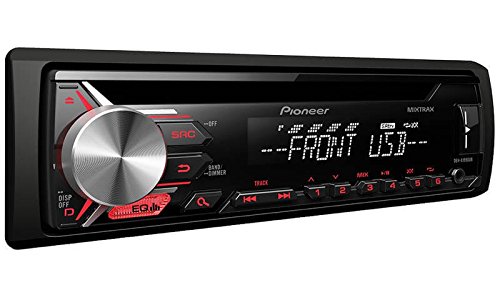 Pioneer
MIXTRAX
SRC
OFF
FRONT USB
BAND/
DIMMER
TRACK
MIX
1 2 3 4 5 6
DISP
OFF
D
EQ